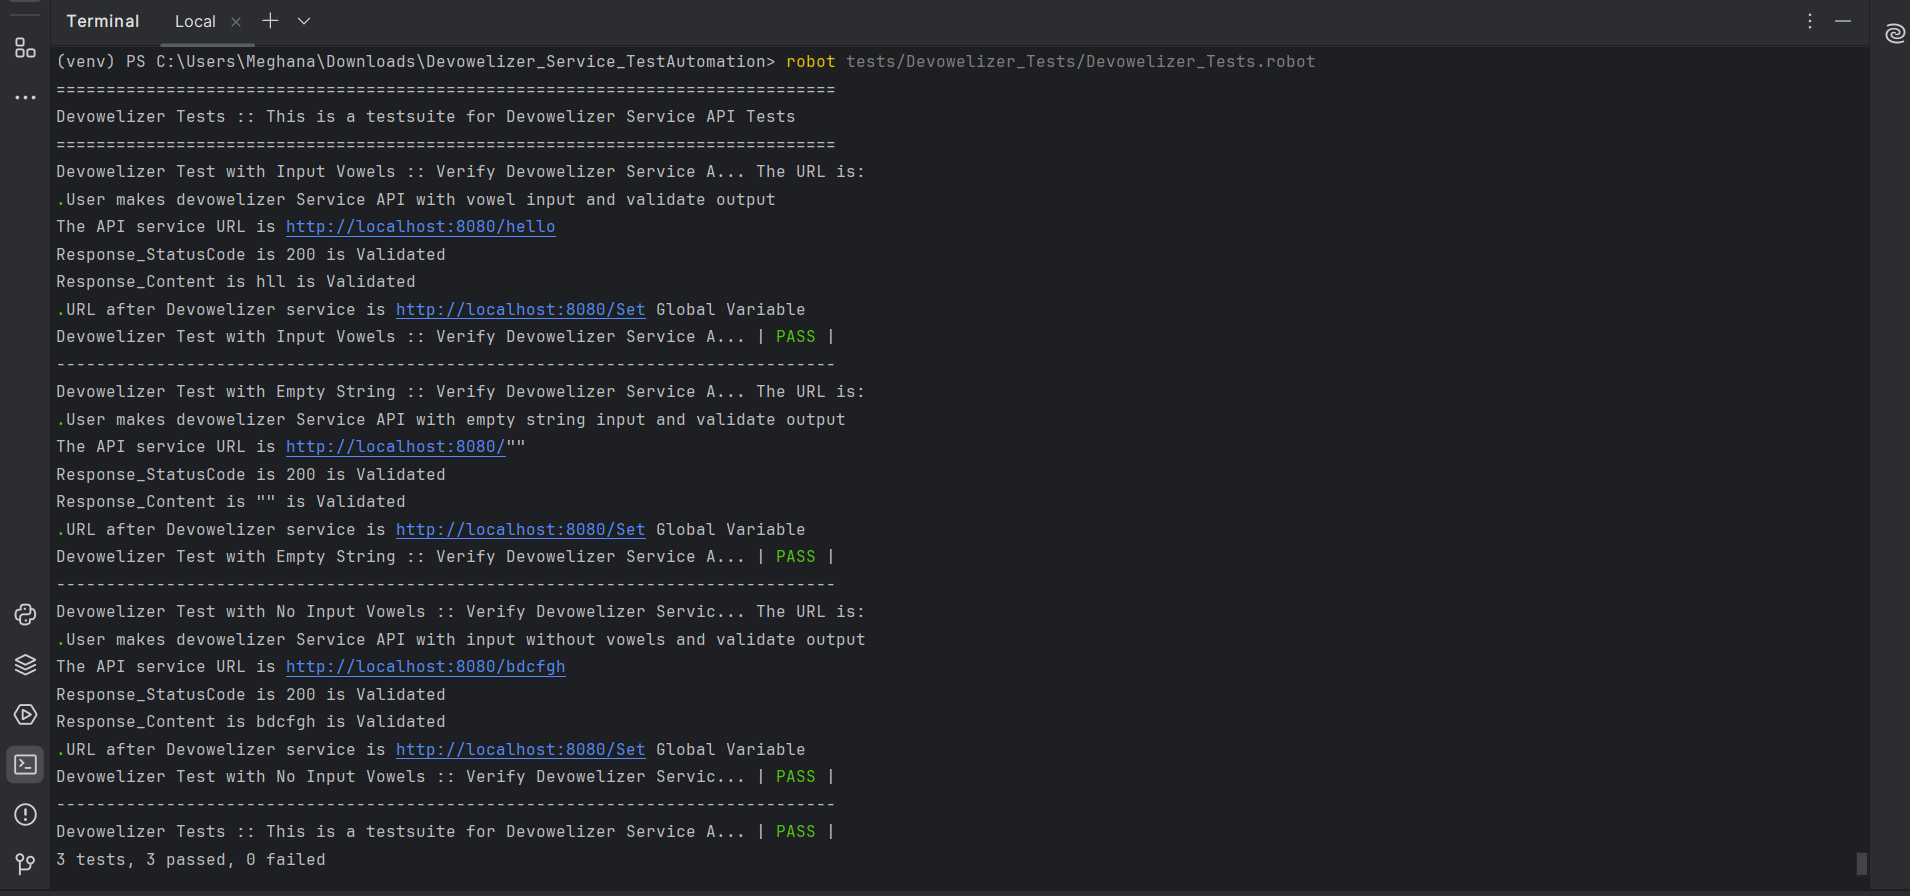 Terminal Local
(venv) PS C:\Users\Meghana\Downloads\Devowelizer_Service_TestAutomation> robot tests/Devowelizer_Tests/Devowelizer_Tests.robot
==============================================================================
Devowelizer Tests :: This is a testsuite for Devowelizer Service API Tests
==============================================================================
Devowelizer Test with Input Vowels :: Verify Devowelizer Service A... The URL is:
.User makes devowelizer Service API with vowel input and validate output
The API service URL is http://localhost:8080/hello
Response_StatusCode is 200 is Validated
Response_Content is hll is Validated
.URL after Devowelizer service is http://localhost:8080/Set Global Variable
Devowelizer Test with Input Vowels :: Verify Devowelizer Service A... | PASS |
------------------------------------------------------------------------------
Devowelizer Test with Empty String :: Verify Devowelizer Service A... The URL is:
.User makes devowelizer Service API with empty string input and validate output
The API service URL is http://localhost:8080/""
Response_StatusCode is 200 is Validated
Response_Content is "" is Validated
.URL after Devowelizer service is http://localhost:8080/Set Global Variable
Devowelizer Test with Empty String :: Verify Devowelizer Service A... | PASS |
------------------------------------------------------------------------------
Devowelizer Test with No Input Vowels :: Verify Devowelizer Servic... The URL is:
.User makes devowelizer Service API with input without vowels and validate output
The API service URL is http://localhost:8080/bdcfgh
Response_StatusCode is 200 is Validated
Response_Content is bdcfgh is Validated
.URL after Devowelizer service is http://localhost:8080/Set Global Variable
Devowelizer Test with No Input Vowels :: Verify Devowelizer Servic... | PASS |
------------------------------------------------------------------------------
Devowelizer Tests :: This is a testsuite for Devowelizer Service A... | PASS |
3 tests, 3 passed, 0 failed